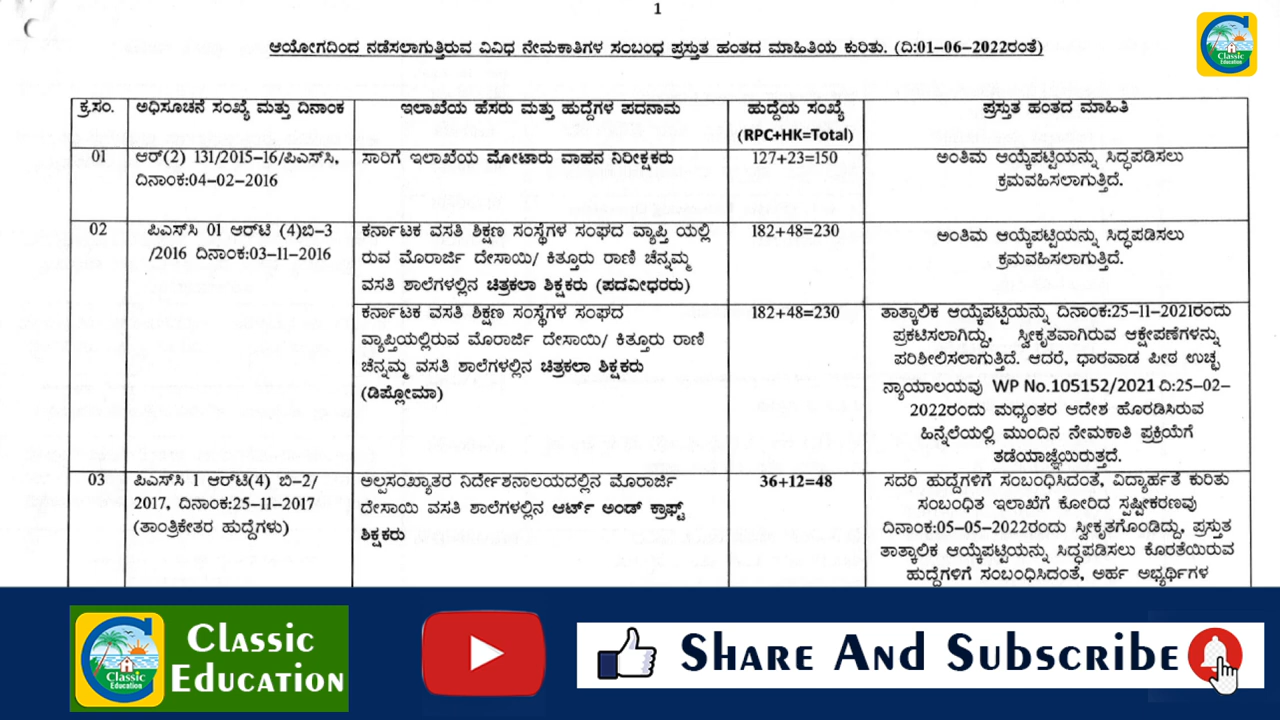 1
ಆಯೋಗದಿಂದ ನಡೆಸಲಾಗುತ್ತಿರುವ ವಿವಿಧ ನೇಮಕಾತಿಗಳ ಸಂಬಂಧ ಪ್ರಸ್ತುತ ಹಂತದ ಮಾಹಿತಿಯ ಕುರಿತು. (ದಿ:01-06-2022ರಂತೆ)
Classic
Education
ಕ್ರ.ಸಂ. ಅಧಿಸೂಚನೆ ಸಂಖ್ಯೆ ಮತ್ತು ದಿನಾಂಕ ಇಲಾಖೆಯ ಹೆಸರು ಮತ್ತು ಹುದ್ದೆಗಳ ಪದನಾಮ ಹುದ್ದೆಯ ಸಂಖ್ಯೆ ಪ್ರಸ್ತುತ ಹಂತದ ಮಾಹಿತಿ
(RPC+HK=Total)
01 ಆರ್(2) 131/2015-16/ಪಿಎಸ್‌ಸಿ, ಸಾರಿಗೆ ಇಲಾಖೆಯ ಮೋಟಾರು ವಾಹನ ನಿರೀಕ್ಷಕರು 127+23=150 ಅಂತಿಮ ಆಯ್ಕೆಪಟ್ಟಿಯನ್ನು ಸಿದ್ಧಪಡಿಸಲು
ದಿನಾಂಕ:04-02-2016 ಕ್ರಮವಹಿಸಲಾಗುತ್ತಿದೆ.
02 ಪಿಎಸ್‌ಸಿ 01 ಆರ್‌ಟಿ (4)ಬಿ-3 ಕರ್ನಾಟಕ ವಸತಿ ಶಿಕ್ಷಣ ಸಂಸ್ಥೆಗಳ ಸಂಘದ ವ್ಯಾಪ್ತಿ ಯಲ್ಲಿ 182+48=230 ಅಂತಿಮ ಆಯ್ಕೆಪಟ್ಟಿಯನ್ನು ಸಿದ್ಧಪಡಿಸಲು
/2016 ದಿನಾಂಕ:03-11-2016 ರುವ ಮೊರಾರ್ಜಿ ದೇಸಾಯಿ/ ಕಿತ್ತೂರು ರಾಣಿ ಚೆನ್ನಮ್ಮ ಕ್ರಮವಹಿಸಲಾಗುತ್ತಿದೆ.
ವಸತಿ ಶಾಲೆಗಳಲ್ಲಿನ ಚಿತ್ರಕಲಾ ಶಿಕ್ಷಕರು (ಪದವೀಧರರು)
ಕರ್ನಾಟಕ ವಸತಿ ಶಿಕ್ಷಣ ಸಂಸ್ಥೆಗಳ ಸಂಘದ 182+48=230 ತಾತ್ಕಾಲಿಕ ಆಯ್ಕೆಪಟ್ಟಿಯನ್ನು ದಿನಾಂಕ:25-11-2021ರಂದು
ವ್ಯಾಪ್ತಿಯಲ್ಲಿರುವ ಮೊರಾರ್ಜಿ ದೇಸಾಯಿ/ ಕಿತ್ತೂರು ರಾಣಿ ಪ್ರಕಟಿಸಲಾಗಿದ್ದು, ಸ್ವೀಕೃತವಾಗಿರುವ ಆಕ್ಷೇಪಣೆಗಳನ್ನು
ಚೆನ್ನಮ್ಮ ವಸತಿ ಶಾಲೆಗಳಲ್ಲಿನ ಚಿತ್ರಕಲಾ ಶಿಕ್ಷಕರು ಪರಿಶೀಲಿಸಲಾಗುತ್ತಿದೆ. ಆದರೆ, ಧಾರವಾಡ ಪೀಠ ಉಚ್ಛ
(ಡಿಪ್ಲೋಮಾ) ನ್ಯಾಯಾಲಯವು WP No.105152/2021 ದಿ:25-02-
2022ರಂದು ಮಧ್ಯಂತರ ಆದೇಶ ಹೊರಡಿಸಿರುವ
ಹಿನ್ನೆಲೆಯಲ್ಲಿ ಮುಂದಿನ ನೇಮಕಾತಿ ಪ್ರಕ್ರಿಯೆಗೆ
ತಡೆಯಾಜ್ಞೆಯಿರುತ್ತದೆ.
03 ಪಿಎಸ್‌ಸಿ 1 ಆರ್‌ಟಿ(4) ಬಿ-2/ ಅಲ್ಪಸಂಖ್ಯಾತರ ನಿರ್ದೇಶನಾಲಯದಲ್ಲಿನ ಮೊರಾರ್ಜಿ 36+12=48 ಸದರಿ ಹುದ್ದೆಗಳಿಗೆ ಸಂಬಂಧಿಸಿದಂತೆ, ವಿದ್ಯಾರ್ಹತೆ ಕುರಿತು
2017, ದಿನಾಂಕ:25-11-2017 ದೇಸಾಯಿ ವಸತಿ ಶಾಲೆಗಳಲ್ಲಿನ ಆರ್ಟ್ ಅಂಡ್ ಕ್ರಾಫ್ಟ್ ಸಂಬಂಧಿತ ಇಲಾಖೆಗೆ ಕೋರಿದ ಸ್ಪಷ್ಟೀಕರಣವು
(ತಾಂತ್ರಿಕೇತರ ಹುದ್ದೆಗಳು) ಶಿಕ್ಷಕರು ದಿನಾಂಕ:05-05-2022ರಂದು ಸ್ವೀಕೃತಗೊಂಡಿದ್ದು, ಪ್ರಸ್ತುತ
ತಾತ್ಕಾಲಿಕ ಆಯ್ಕೆಪಟ್ಟಿಯನ್ನು ಸಿದ್ಧಪಡಿಸಲು ಕೊರತೆಯಿರುವ
ಹುದ್ದೆಗಳಿಗೆ ಸಂಬಂಧಿಸಿದಂತೆ, ಅರ್ಹ ಅಭ್ಯರ್ಥಿಗಳ
Classic
Education
Classic
Education
Share And Subscribe